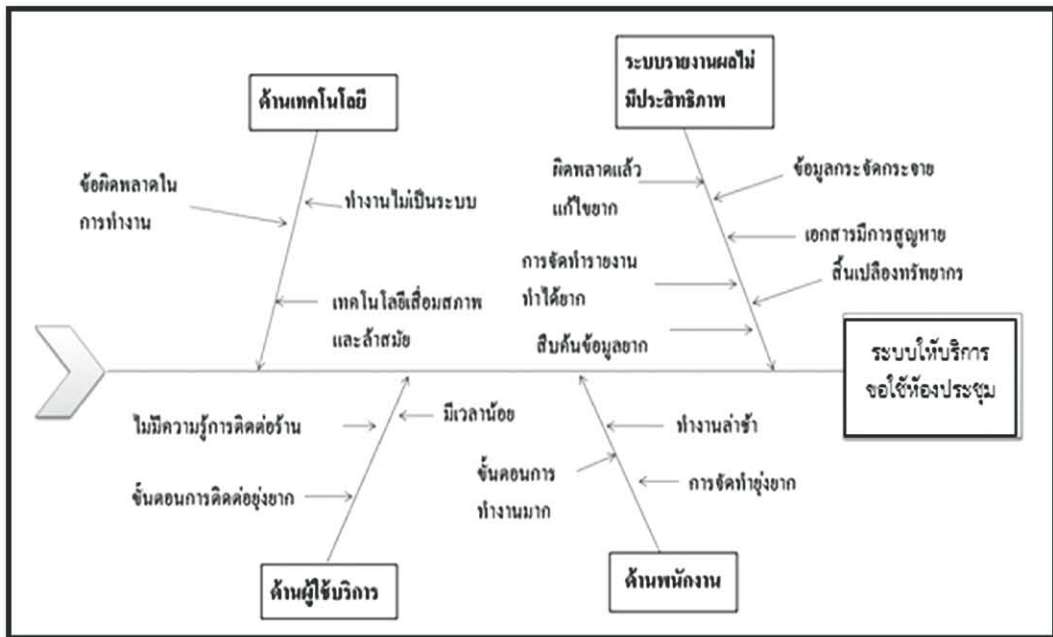 ด้านเทคโนโลยี
ข้อผิดพลาดใน
การทำงาน
ทำงานไม่เป็นระบบ
เทคโนโลยีเสื่อมสภาพ
และล้าสมัย
ระบบรายงานผลไม่
มีประสิทธิภาพ
ผิดพลาดแล้ว
แก้ไขยาก
ข้อมูลกระจัดกระจาย
เอกสารมีการสูญหาย
การจัดทำรายงาน
ทำได้ยาก
สิ้นเปลืองทรัพยากร
สืบค้นข้อมูลยาก
ระบบให้บริการ
ขอใช้ห้องประชุม
ไม่มีความรู้การติดต่อร้าน
มีเวลาน้อย
ขั้นตอนการติดต่อยุ่งยาก
ด้านผู้ใช้บริการ
ทำงานล่าช้า
ขั้นตอนการ
ทำงานมาก
การจัดทำยุ่งยาก
ด้านพนักงาน